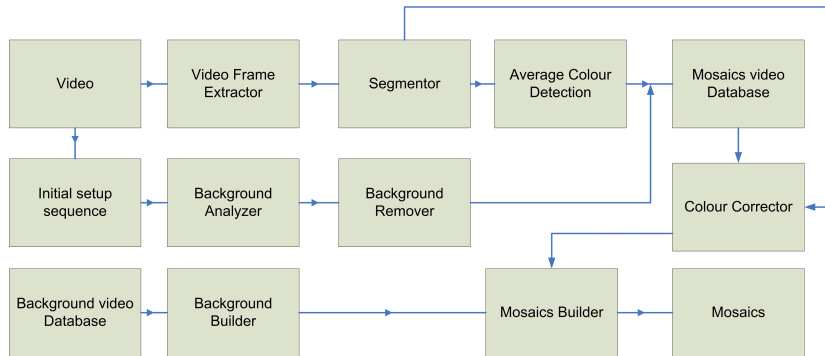 Video
Video Frame
Extractor
Segmentor
Average Colour
Detection
Mosaics video
Database
Initial setup
sequence
Background
Analyzer
Background
Remover
Colour Corrector
Background video
Database
Background
Builder
Mosaics Builder
Mosaics